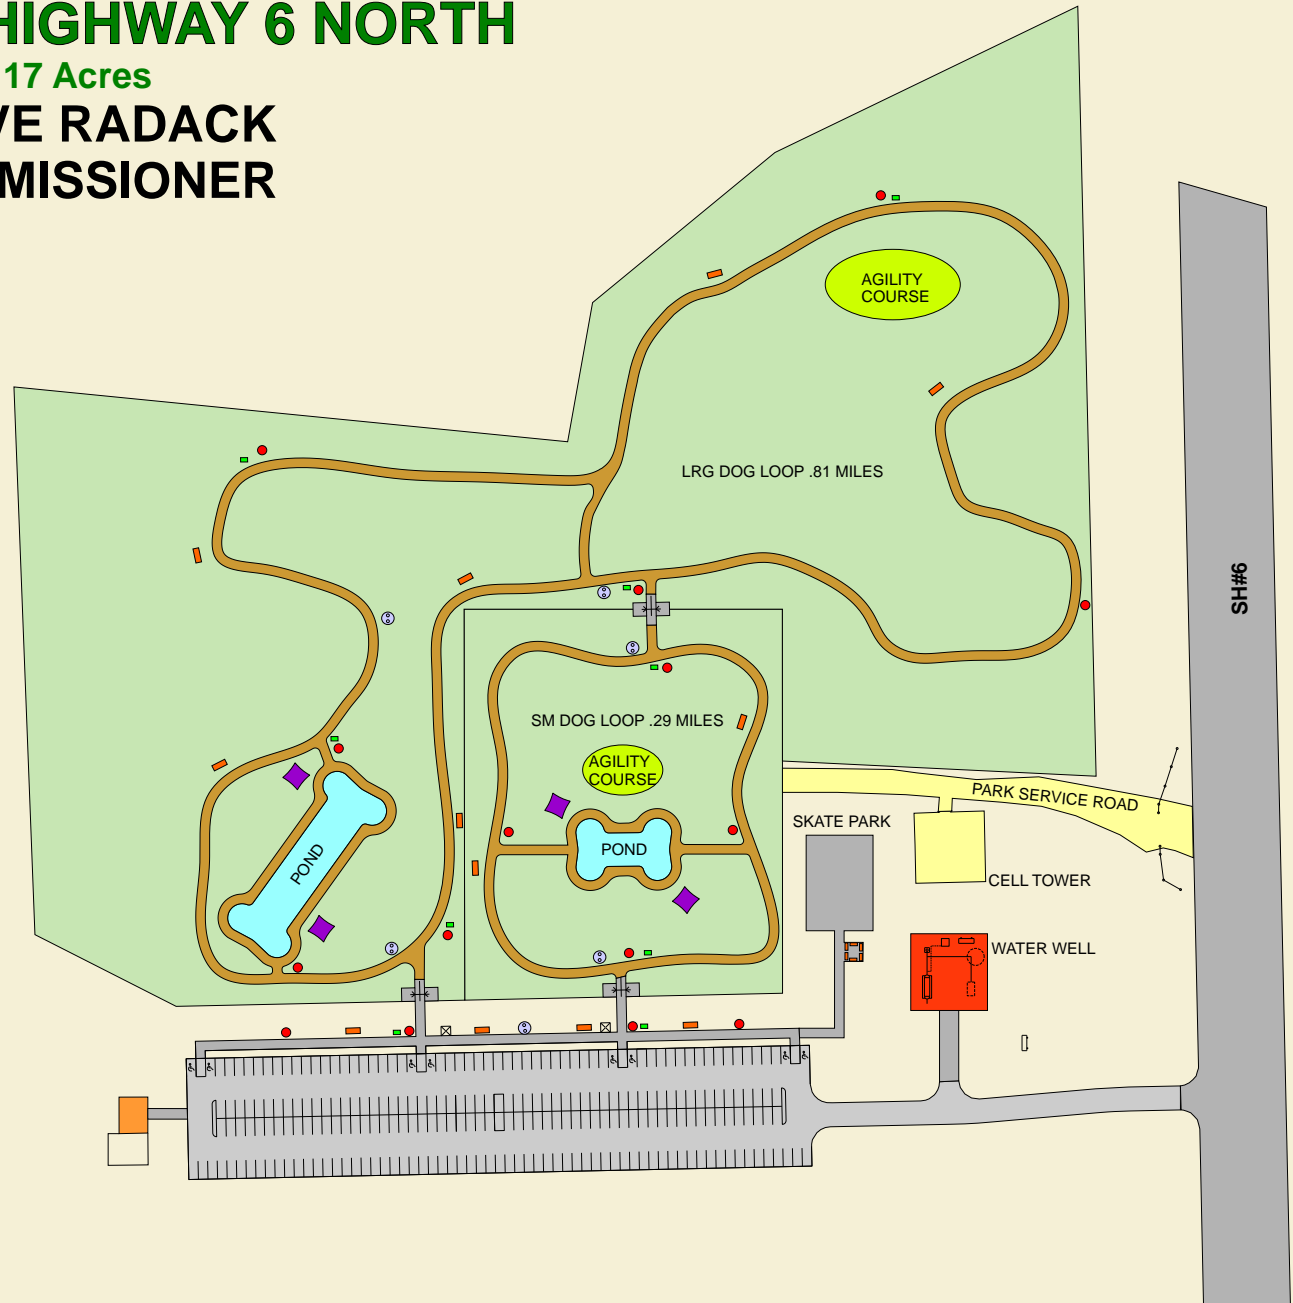 HIGHWAY 6 NORTH
17 Acres
VE RADACK
MISSIONER
AGILITY
COURSE
LRG DOG LOOP .81 MILES
SH#6
SM DOG LOOP .29 MILES
AGILITY
COURSE
PARK SERVICE ROAD
SKATE PARK
POND
POND
CELL TOWER
WATER WELL